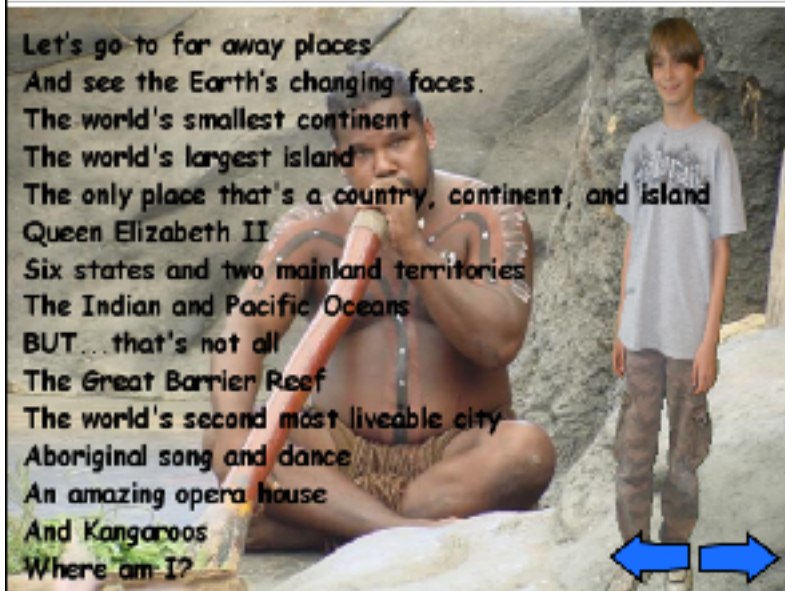 Let's go to far away places
And see the Earth's changing faces.
The world's smallest continent
The world's largest island
The only place that's a country, continent, and island
Queen Elizabeth II
Six states and two mainland territories
The Indian and Pacific Oceans
BUT...that's not all
The Great Barrier Reef
The world's second most liveable city
Aboriginal song and dance
An amazing opera house
And Kangaroos
Where am I?